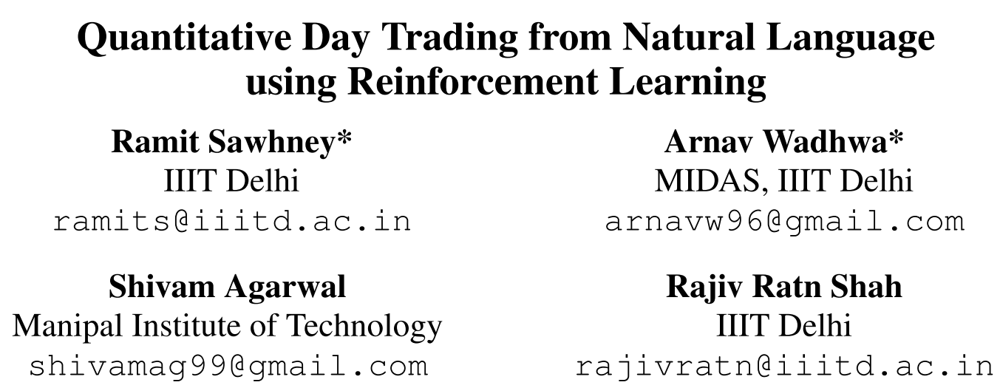 Quantitative Day Trading from Natural Language
using Reinforcement Learning
Ramit Sawhney*
IIIT Delhi
ramits@iiitd.ac.in
Arnav Wadhwa*
MIDAS, IIIT Delhi
arnavw96@gmail.com
Shivam Agarwal
Manipal Institute of Technology
shivamag99@gmail.com
Rajiv Ratn Shah
IIIT Delhi
rajivratn@iiitd.ac.in